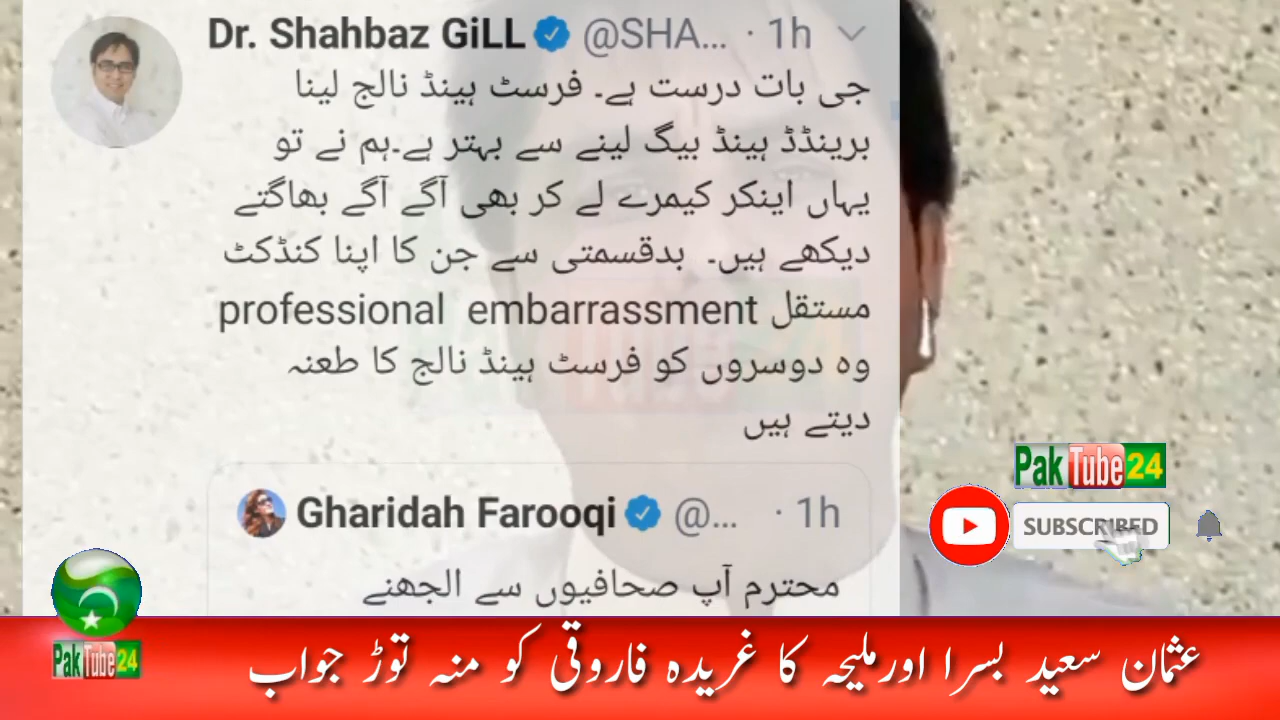 Dr. Shahbaz GiLL @SHA... · 1h
جی بات درست ہے۔ فرسٹ ہینڈ نالج لینا
برینڈڈ ہینڈ بیگ لینے سے بہتر ہے۔ہم نے تو
یہاں اینکر کیمرے لے کر بھی آگے آگے بھاگتے
دیکھے ہیں۔ بدقسمتی سے جن کا اپنا کنڈکٹ
مستقل professional embarrassment
وہ دوسروں کو فرسٹ ہینڈ نالج کا طعنہ
دیتے ہیں
Gharidah Farooqi @... · 1h
محترم آپ صحافیوں سے الجھنے
Pak Tube 24
SUBSCRIBED
Pak Tube 24
عثمان سعید بسرا اورملیحہ کا غریدہ فاروقی کو منہ توڑ جواب